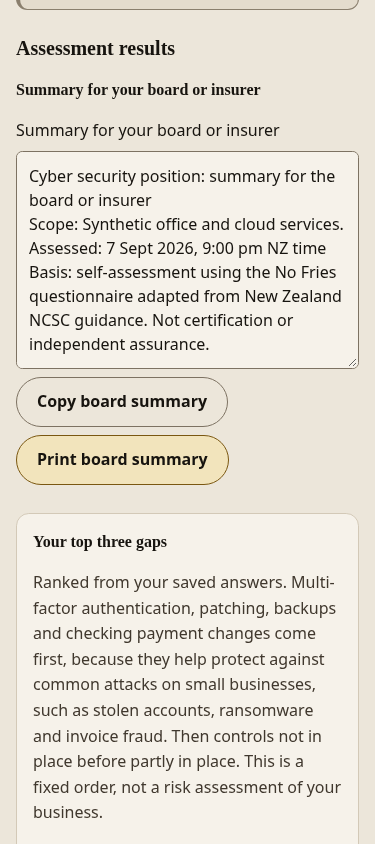 Assessment results
Summary for your board or insurer
Summary for your board or insurer
Cyber security position: summary for the
board or insurer
Scope: Synthetic office and cloud services.
Assessed: 7 Sept 2026, 9:00 pm NZ time
Basis: self-assessment using the No Fries
questionnaire adapted from New Zealand
NCSC guidance. Not certification or
independent assurance.
Copy board summary
Print board summary
Your top three gaps
Ranked from your saved answers. Multi-
factor authentication, patching, backups
and checking payment changes come
first, because they help protect against
common attacks on small businesses,
such as stolen accounts, ransomware
and invoice fraud. Then controls not in
place before partly in place. This is a
fixed order, not a risk assessment of your
business.